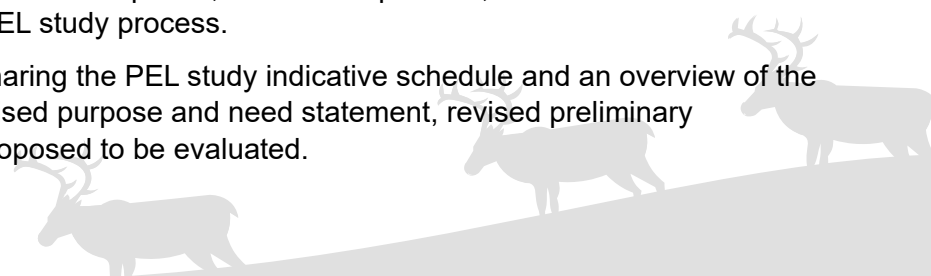 EL study process.
haring the PEL study indicative schedule and an overview of the
sed purpose and need statement, revised preliminary
oposed to be evaluated.